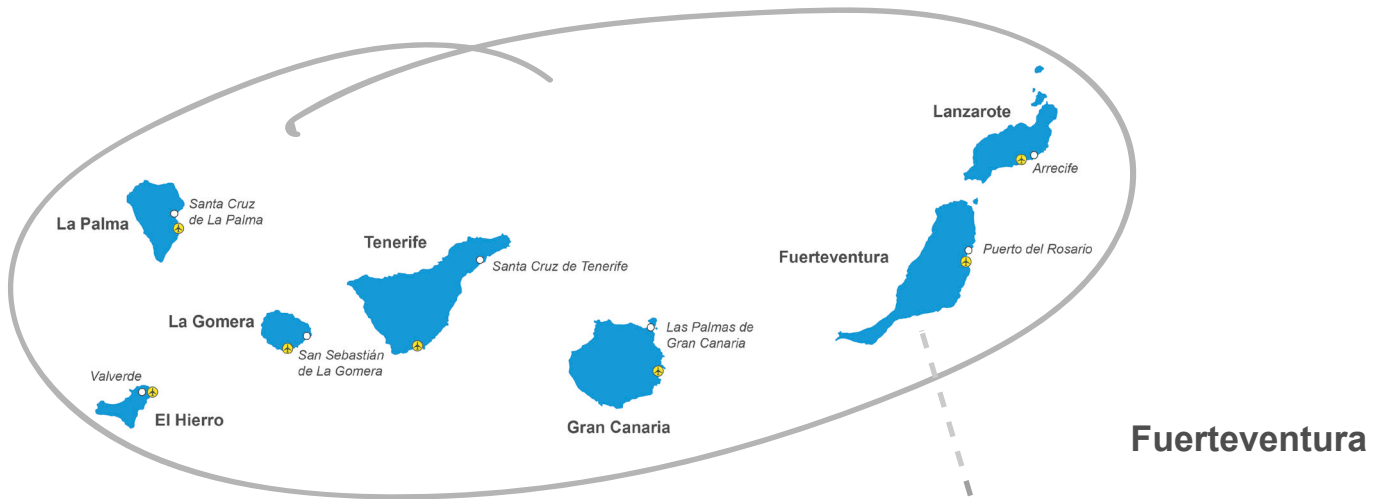 Lanzarote
Arrecife
Santa Cruz
de La Palma
La Palma
Tenerife
Santa Cruz de Tenerife
Puerto del Rosario
Fuerteventura
La Gomera
San Sebastián
de La Gomera
Las Palmas de
Gran Canaria
Valverde
El Hierro
Gran Canaria
Fuerteventura